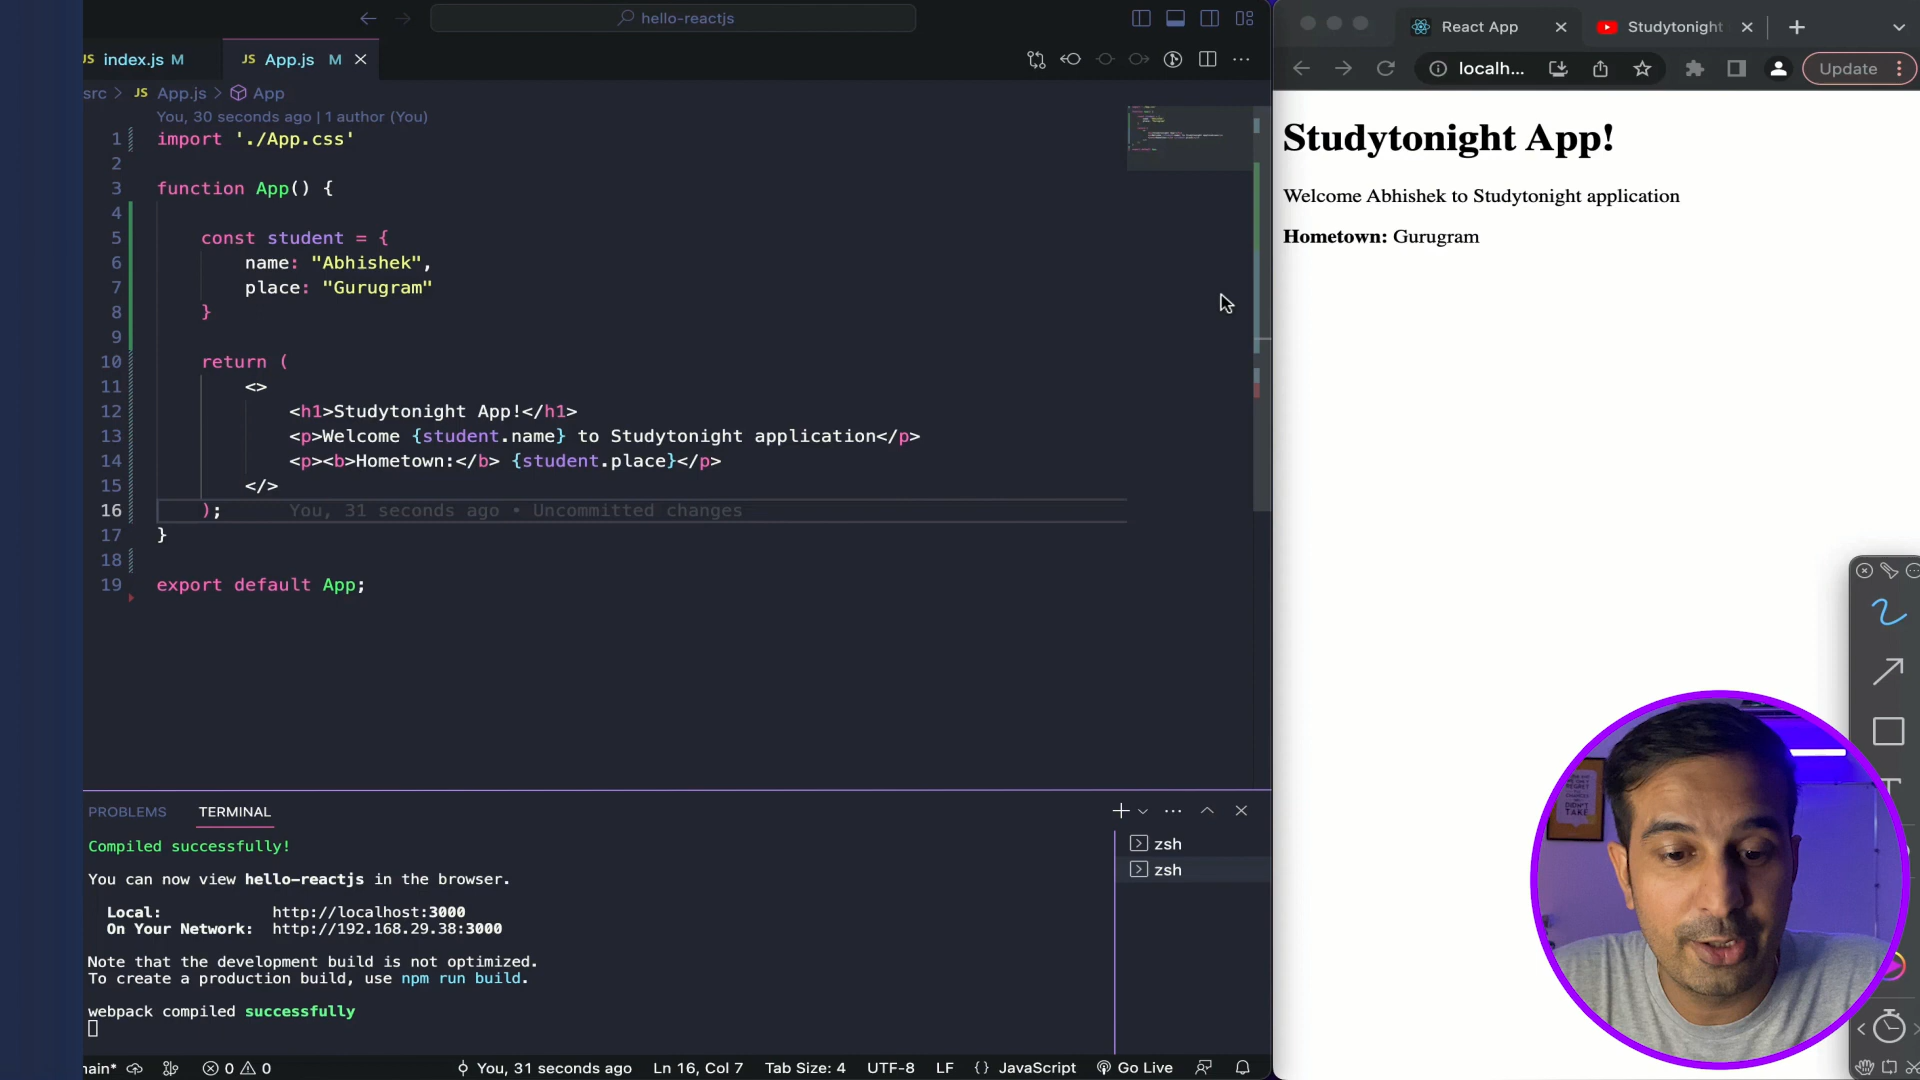 hello-reactjs
JS index.js M
JS App.js M
src > JS App.js > App
You, 30 seconds ago | 1 author (You)
1 import './App.css'
2
3 function App() {
4
5 const student = {
6 name: "Abhishek",
7 place: "Gurugram"
8 }
9
10 return (
11 <>
12 <h1>Studytonight App!</h1>
13 <p>Welcome {student.name} to Studytonight application</p>
14 <p><b>Hometown:</b> {student.place}</p>
15 </>
16 ); You, 31 seconds ago • Uncommitted changes
17 }
18
19 export default App;
PROBLEMS TERMINAL
Compiled successfully!
You can now view hello-reactjs in the browser.
Local: http://localhost:3000
On Your Network: http://192.168.29.38:3000
Note that the development build is not optimized.
To create a production build, use npm run build.
webpack compiled successfully
zsh
zsh
nain* 0 0 You, 31 seconds ago Ln 16, Col 7 Tab Size: 4 UTF-8 LF {} JavaScript Go Live
React App
Studytonight
localh...
Update
Studytonight App!
Welcome Abhishek to Studytonight application
Hometown: Gurugram
T
REGRET
DIDN'T
TAKE